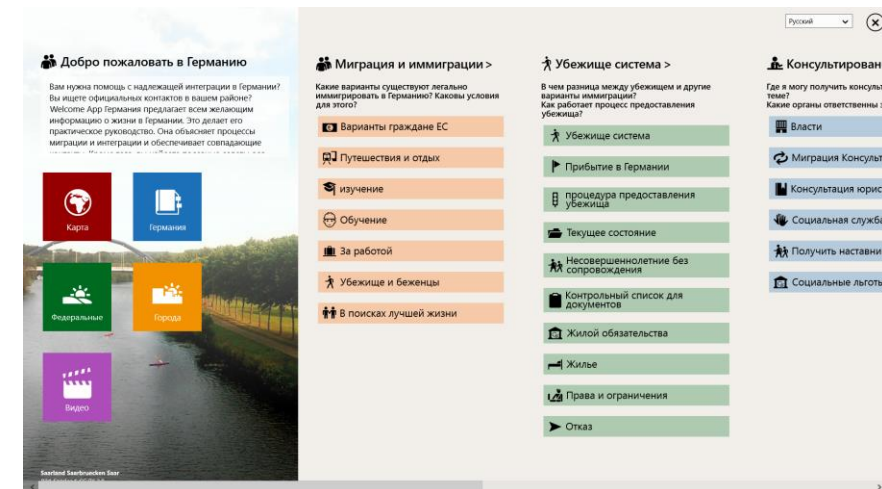 Русский
Добро пожаловать в Германию
Вам нужна помощь с надлежащей интеграции в Германии?
Вы ищете официальных контактов в вашем районе?
Welcome App Германия предлагает всем желающим
информацию о жизни в Германии. Это делает его
практическое руководство. Она объясняет процессы
миграции и интеграции и обеспечивает совпадающие
Карта
Германия
Федеральные
Города
Видео
Saarland Saarbruecken Saar
Миграция и иммиграции >
Какие варианты существуют легально
иммигрировать в Германию? Каковы условия
для этого?
Варианты граждане ЕС
Путешествия и отдых
изучение
Обучение
За работой
Убежище и беженцы
В поисках лучшей жизни
Убежище система >
В чем разница между убежищем и другие
варианты иммиграции?
Как работает процесс предоставления
убежища?
Убежище система
Прибытие в Германии
процедура предоставления
убежища
Текущее состояние
Несовершеннолетние без
сопровождения
Контрольный список для
документов
Жилой обязательства
Жилье
Права и ограничения
Отказ
Консультирован
Где я могу получить консульт
теме?
Какие органы ответственны
Власти
Миграция Консульт
Консультация юрис
Социальная служба
Получить наставни
Социальные льготы